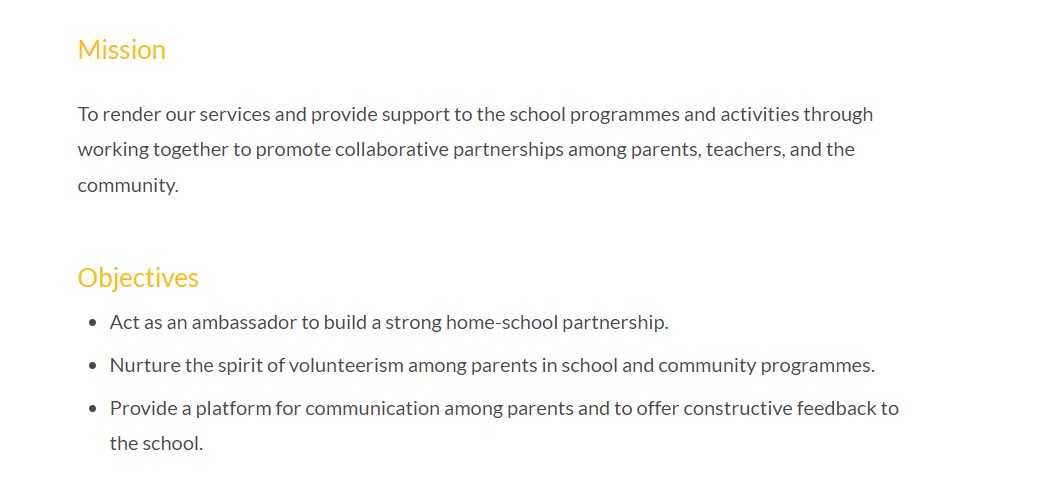 Mission
To render our services and provide support to the school programmes and activities through
working together to promote collaborative partnerships among parents, teachers, and the
community.
Objectives
• Act as an ambassador to build a strong home-school partnership.
• Nurture the spirit of volunteerism among parents in school and community programmes.
• Provide a platform for communication among parents and to offer constructive feedback to
the school.